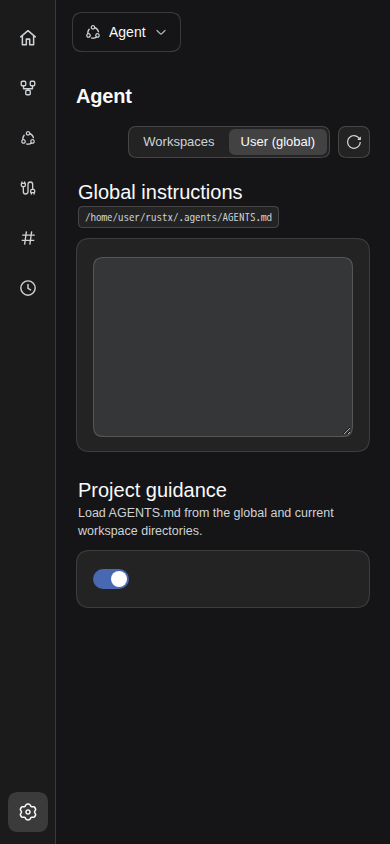 Agent
Agent
Workspaces
User (global)
Global instructions
/home/user/rustx/.agents/AGENTS.md
Project guidance
Load AGENTS.md from the global and current
workspace directories.